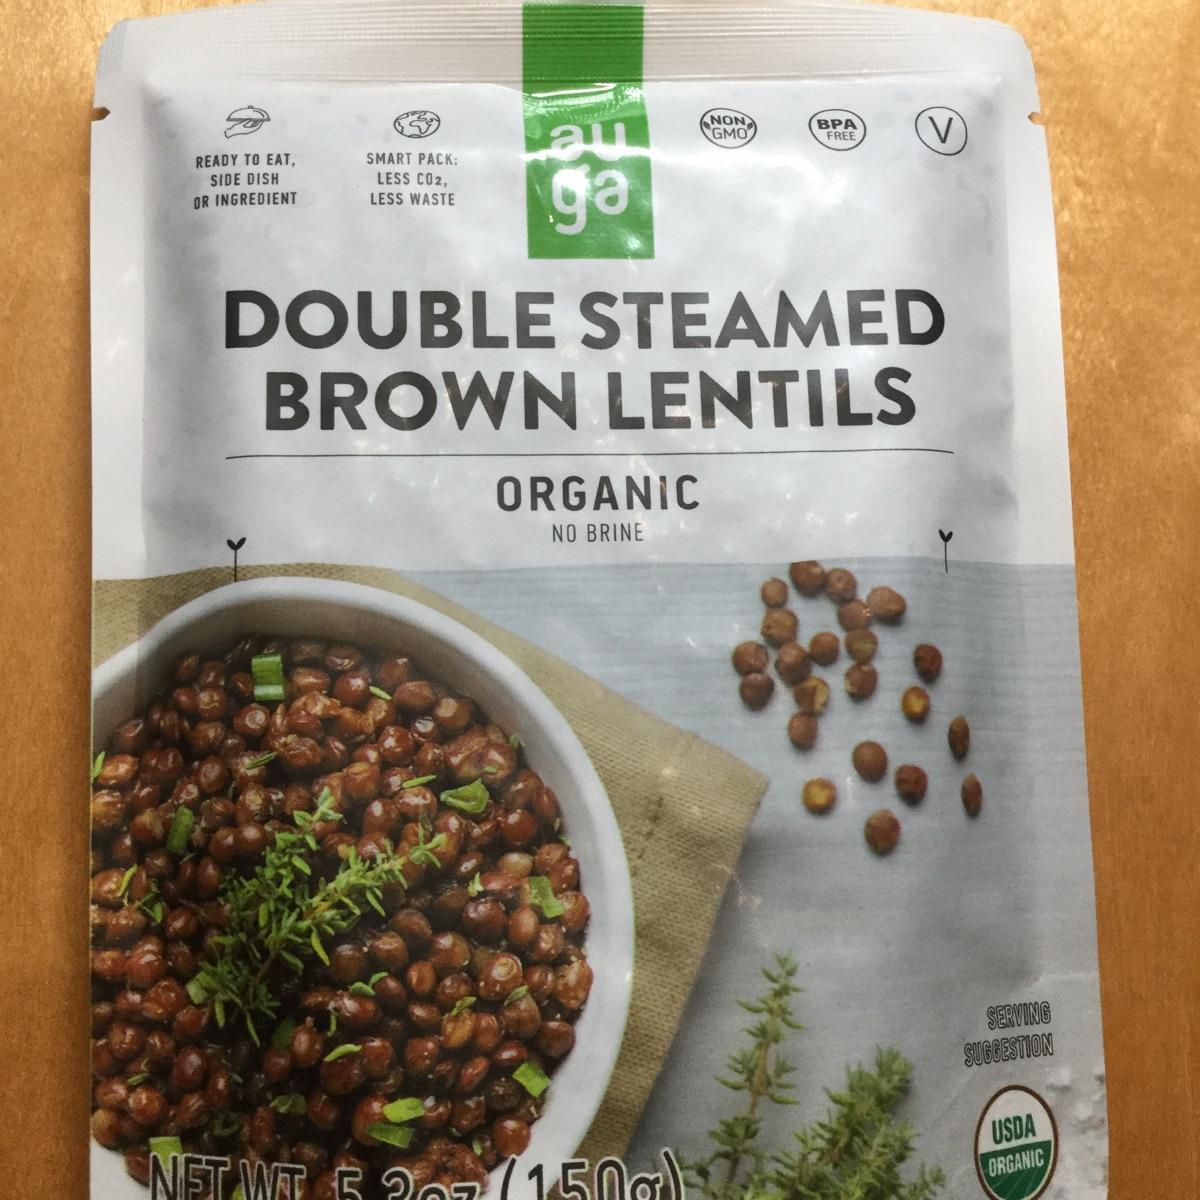 au
ga
NON
GMO
BPA
FREE
V
READY TO EAT,
SIDE DISH
OR INGREDIENT
SMART PACK:
LESS CO₂,
LESS WASTE
DOUBLE STEAMED
BROWN LENTILS
ORGANIC
NO BRINE
SERVING
SUGGESTION
USDA
ORGANIC
NET WT. 5.3oz (150g)